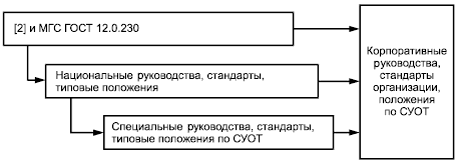 [2] и МГС ГОСТ 12.0.230
Национальные руководства, стандарты,
типовые положения
Специальные руководства, стандарты,
типовые положения по СУОТ
Корпоративные
руководства,
стандарты
организации,
положения
по СУОТ